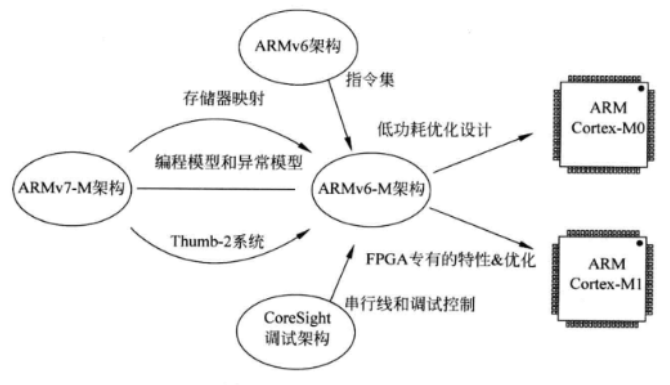 ARMv6架构
指令集
存储器映射
低功耗优化设计
ARM
Cortex-M0
编程模型和异常模型
ARMv7-M架构
ARMv6-M架构
Thumb-2系统
FPGA专有的特性&优化
ARM
Cortex-M1
串行线和调试控制
CoreSight
调试架构